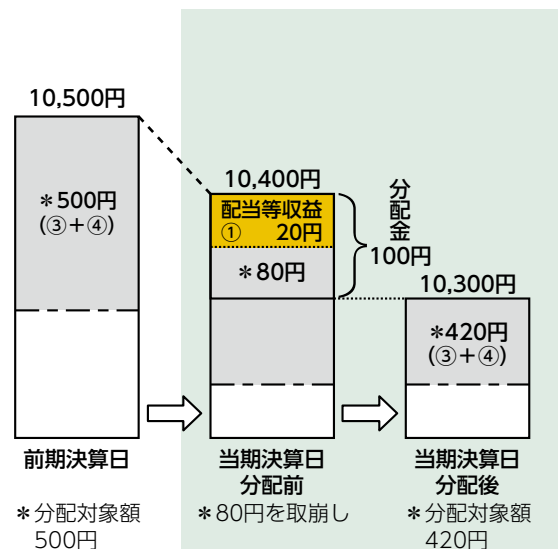 10,500円
＊500円
(③＋④)
前期決算日
＊分配対象額
500円
10,400円
配当等収益
① 20円
＊80円
分配金
100円
当期決算日
分配前
＊80円を取崩し
10,300円
＊420円
(③＋④)
当期決算日
分配後
＊分配対象額
420円